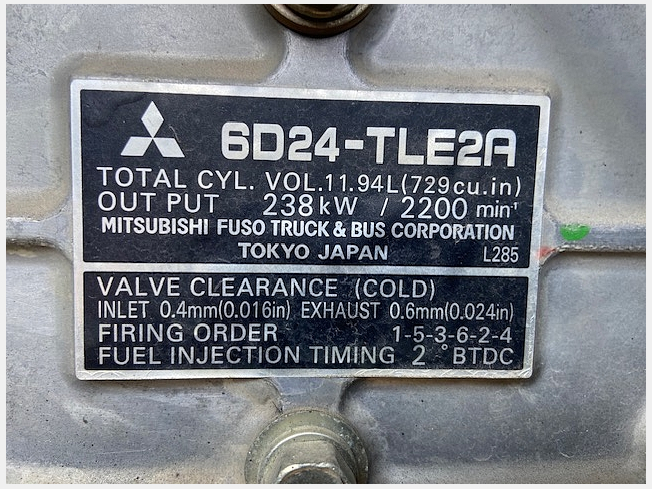 6D24-TLE2A
TOTAL CYL. VOL.11.94L(729cu.in)
OUT PUT 238kW / 2200 min⁻¹
MITSUBISHI FUSO TRUCK & BUS CORPORATION
TOKYO JAPAN L285
VALVE CLEARANCE (COLD)
INLET 0.4mm(0.016in) EXHAUST 0.6mm(0.024in)
FIRING ORDER 1-5-3-6-2-4
FUEL INJECTION TIMING 2 °BTDC